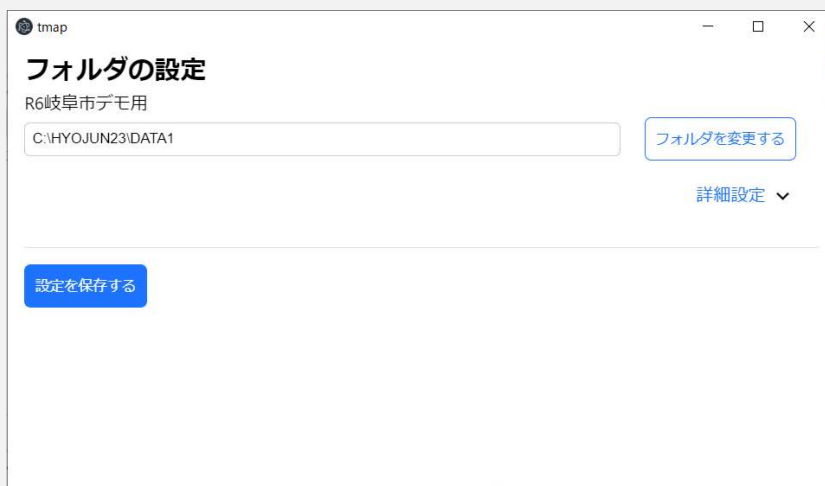 tmap
フォルダの設定
R6岐阜市デモ用
C:\HYOJUN23\DATA1
フォルダを変更する
詳細設定
設定を保存する